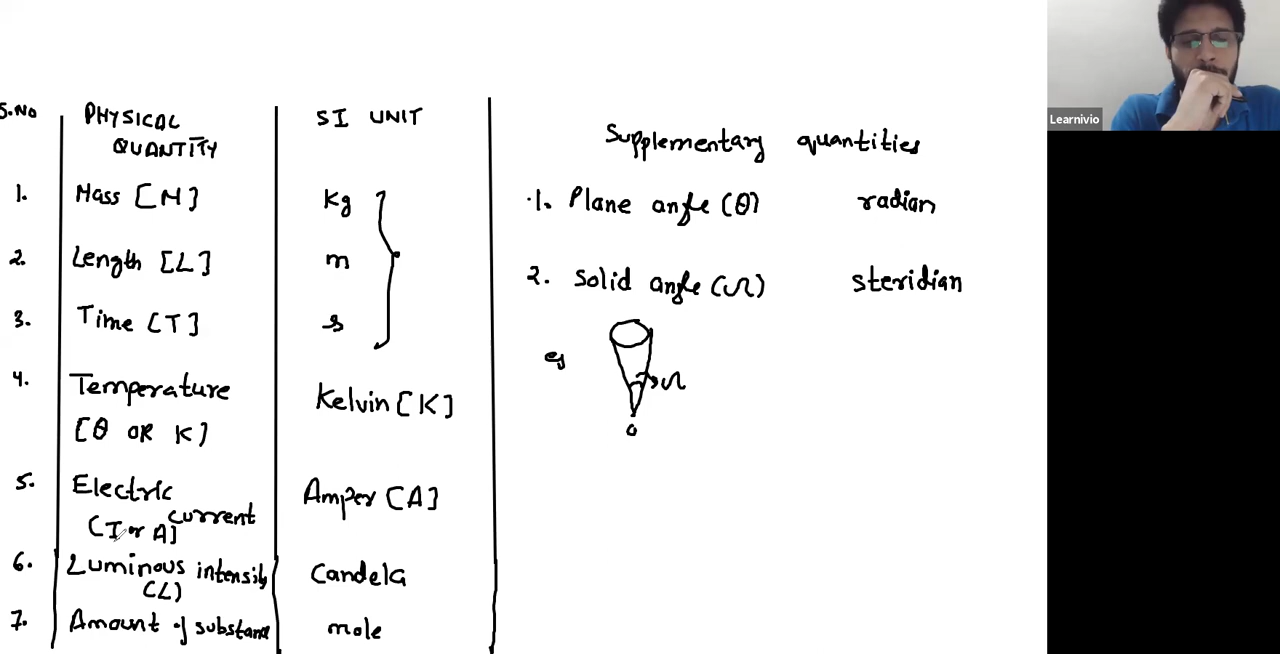 S.NO PHYSICAL QUANTITY SI UNIT
1. Mass [M] Kg
2. Length [L] m
3. Time [T] s
4. Temperature [θ OR K] Kelvin [K]
5. Electric current (I or A] Amper [A]
6. Luminous intensity (L) Candela
7. Amount of substance mole
Supplementary quantities
1. Plane angle (θ) radian
2. Solid angle (Ω) steridian
eg
Ω
O
Learnivio